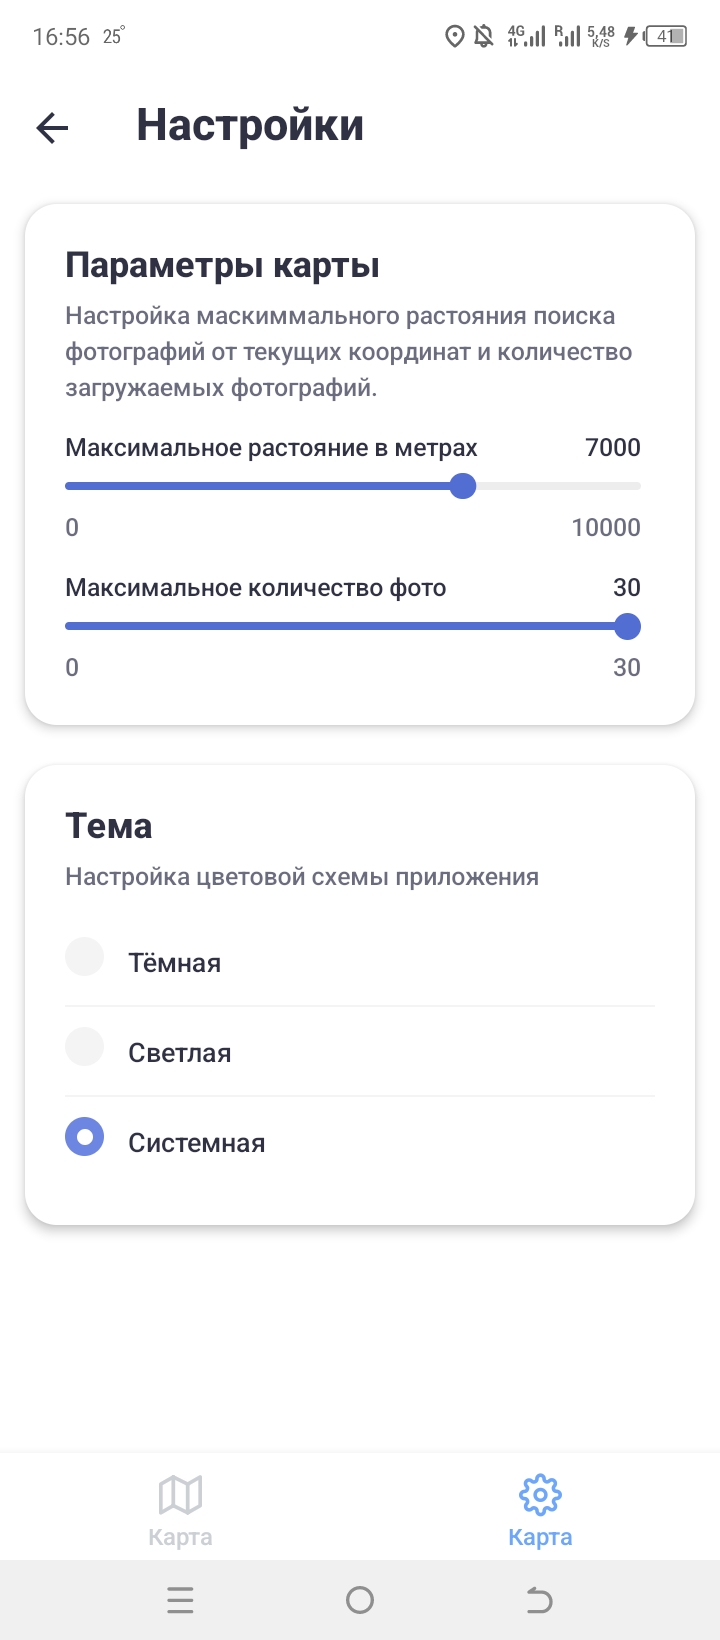 16:56 25°
4G R 5,48 K/S 41
Настройки
Параметры карты
Настройка маскиммального растояния поиска
фотографий от текущих координат и количество
загружаемых фотографий.
Максимальное растояние в метрах 7000
0 10000
Максимальное количество фото 30
0 30
Тема
Настройка цветовой схемы приложения
Тёмная
Светлая
Системная
Карта Карта